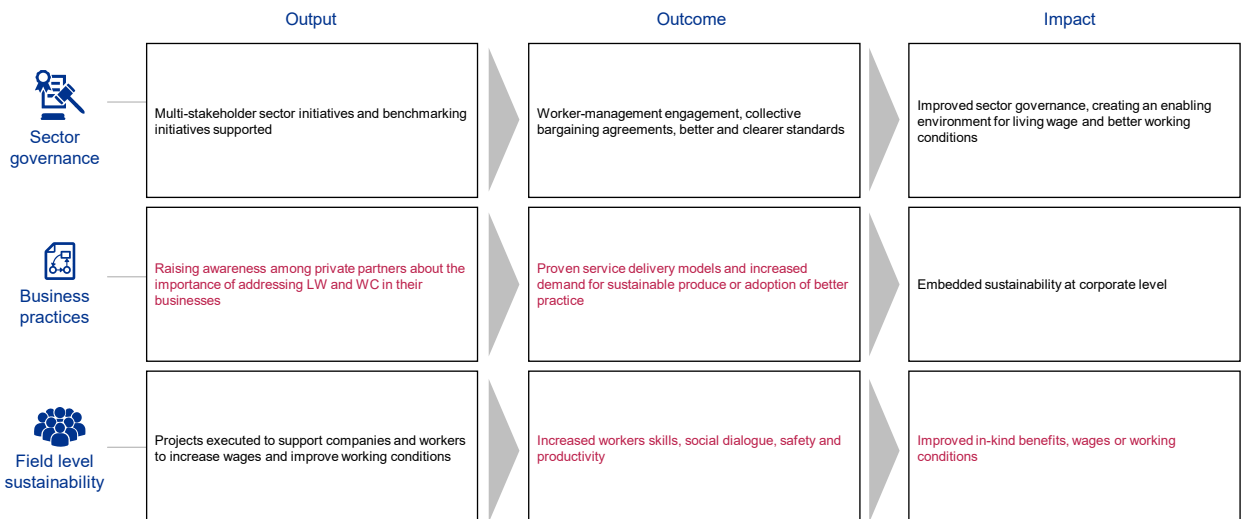 Output
Outcome
Impact
Sector
governance
Multi-stakeholder sector initiatives and benchmarking
initiatives supported
Worker-management engagement, collective
bargaining agreements, better and clearer standards
Improved sector governance, creating an enabling
environment for living wage and better working
conditions
Business
practices
Raising awareness among private partners about the
importance of addressing LW and WC in their
businesses
Proven service delivery models and increased
demand for sustainable produce or adoption of better
practice
Embedded sustainability at corporate level
Field level
sustainability
Projects executed to support companies and workers
to increase wages and improve working conditions
Increased workers skills, social dialogue, safety and
productivity
Improved in-kind benefits, wages or working
conditions